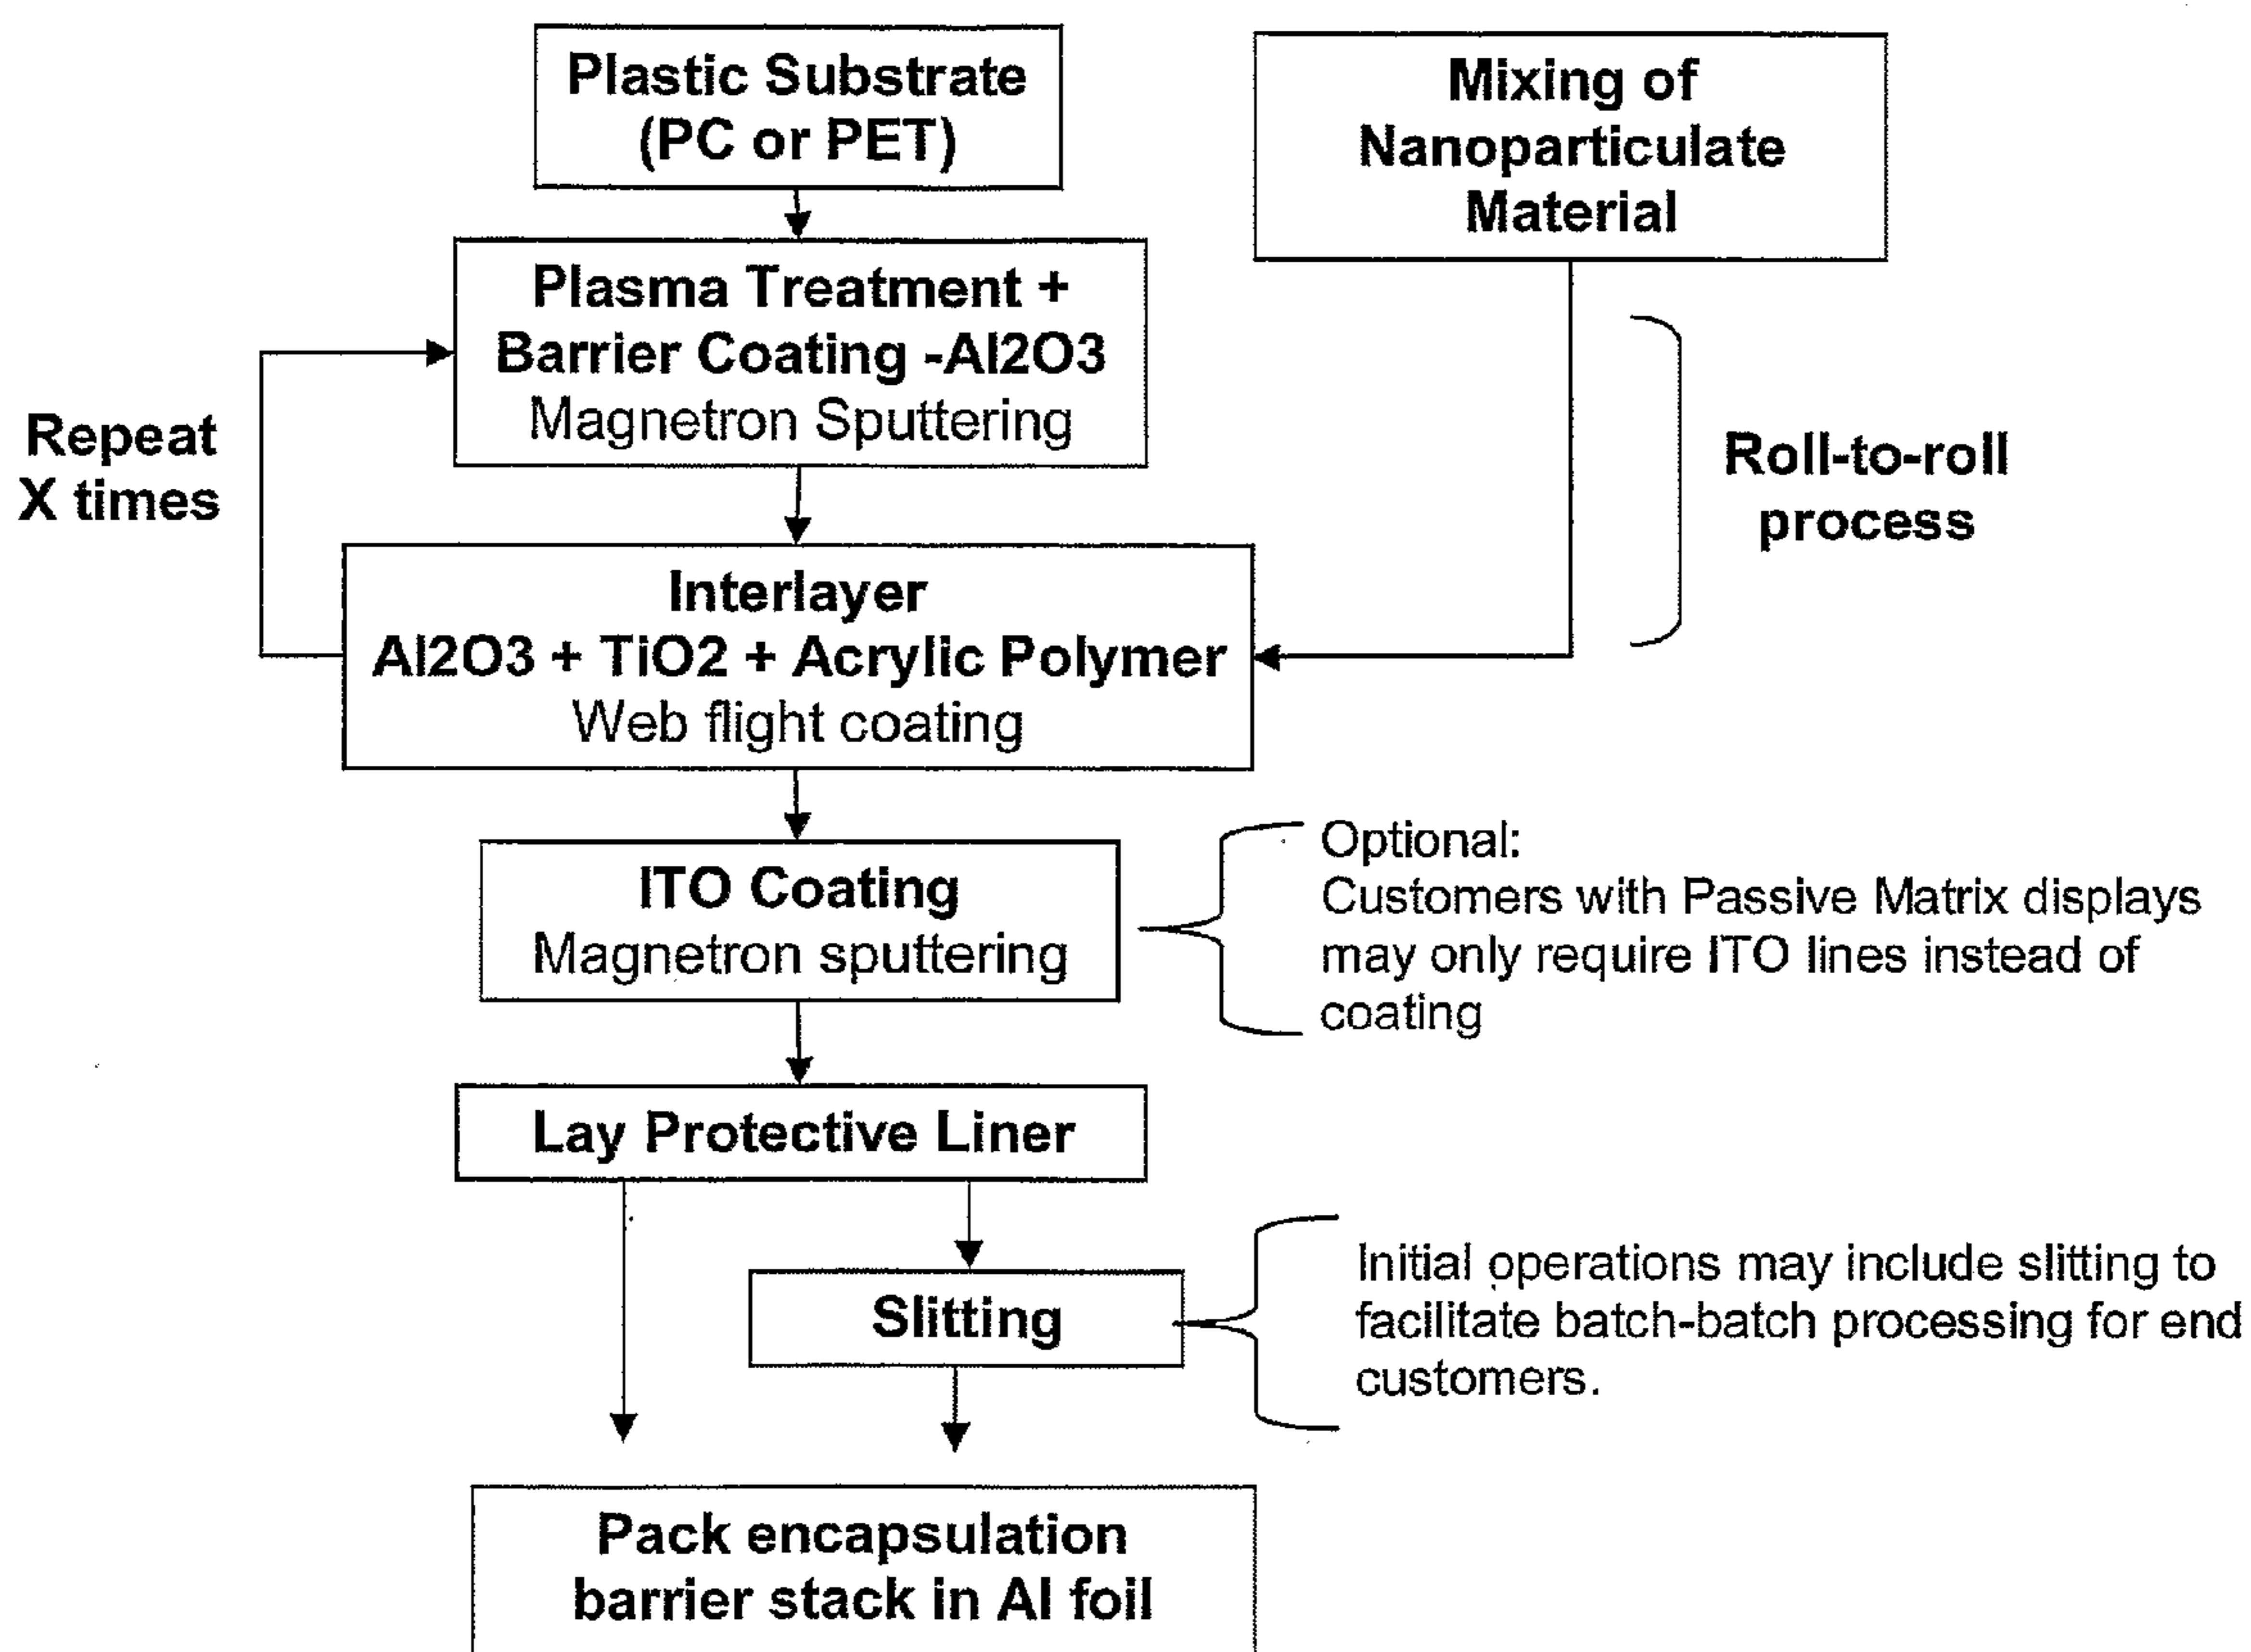 Plastic Substrate
(PC or PET)
Mixing of
Nanoparticulate
Material
Plasma Treatment +
Barrier Coating -Al2O3
Magnetron Sputtering
Repeat
X times
Roll-to-roll
process
Interlayer
Al2O3 + TiO2 + Acrylic Polymer
Web flight coating
ITO Coating
Magnetron sputtering
Optional:
Customers with Passive Matrix displays
may only require ITO lines instead of
coating
Lay Protective Liner
Slitting
Initial operations may include slitting to
facilitate batch-batch processing for end
customers.
Pack encapsulation
barrier stack in Al foil